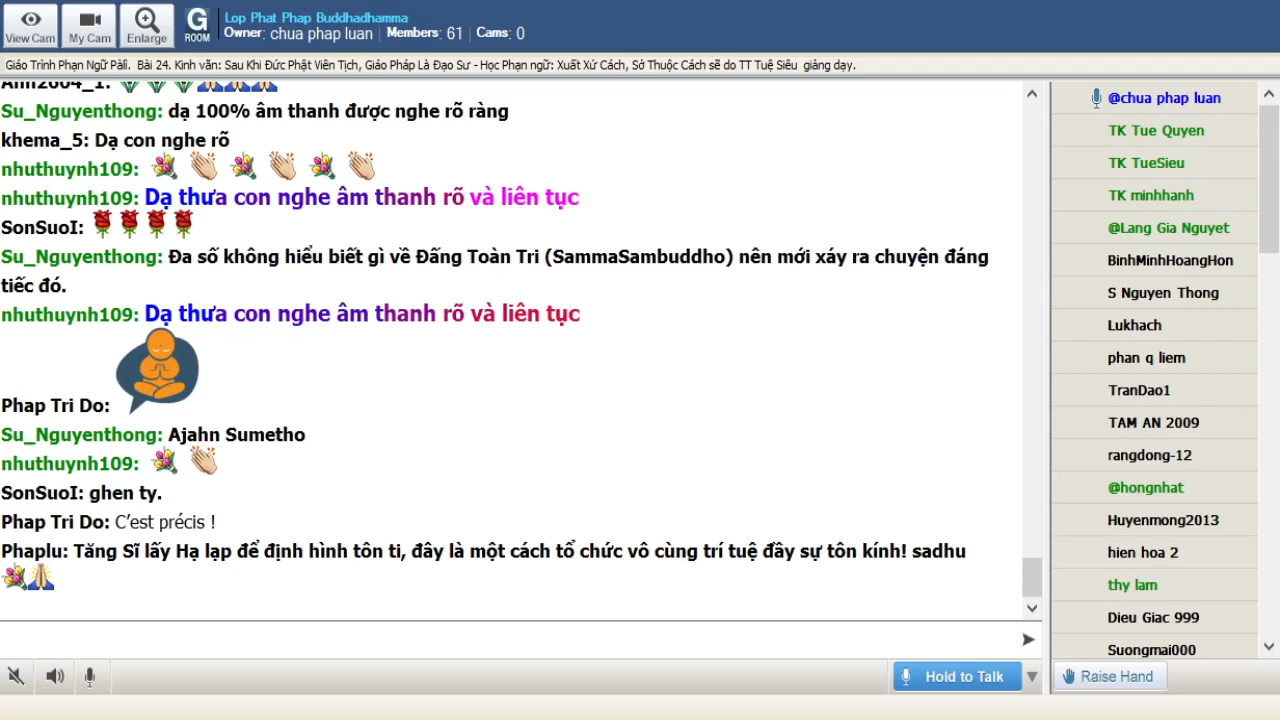 View Cam
My Cam
Enlarge
G
ROOM
Lop Phat Phap Buddhadhamma
Owner: chua phap luan | Members: 61 | Cams: 0
Giáo Trình Phạn Ngữ Pàli. Bài 24. Kinh văn: Sau Khi Đức Phật Viên Tịch, Giáo Pháp Là Đạo Sư - Học Phạn ngữ: Xuất Xứ Cách, Sở Thuộc Cách sẽ do TT Tuệ Siêu giảng dạy.
Su_Nguyenthong: dạ 100% âm thanh được nghe rõ ràng
khema_5: Dạ con nghe rõ
nhuthuynh109:
nhuthuynh109: Dạ thưa con nghe âm thanh rõ và liên tục
SonSuoI:
Su_Nguyenthong: Đa số không hiểu biết gì về Đấng Toàn Tri (SammaSambuddho) nên mới xáy ra chuyện đáng
tiếc đó.
nhuthuynh109: Dạ thưa con nghe âm thanh rõ và liên tục
Phap Tri Do:
Su_Nguyenthong: Ajahn Sumetho
nhuthuynh109:
SonSuoI: ghen ty.
Phap Tri Do: C’est précis !
Phaplu: Tăng Sĩ lấy Hạ lạp để định hình tôn ti, đây là một cách tổ chức vô cùng trí tuệ đầy sự tôn kính! sadhu
Hold to Talk
@chua phap luan
TK Tue Quyen
TK TueSieu
TK minhhanh
@Lang Gia Nguyet
BinhMinhHoangHon
S Nguyen Thong
Lukhach
phan q liem
TranDao1
TAM AN 2009
rangdong-12
@hongnhat
Huyenmong2013
hien hoa 2
thy lam
Dieu Giac 999
Suongmai000
Raise Hand